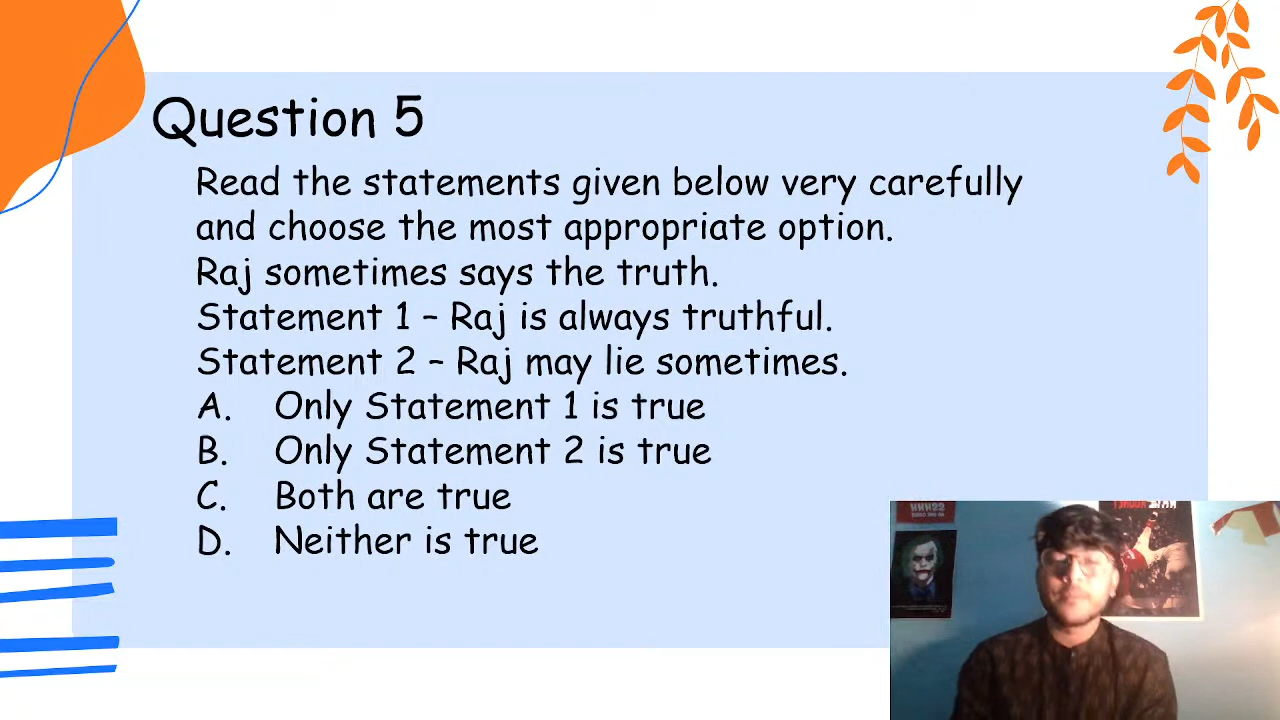 Question 5
Read the statements given below very carefully
and choose the most appropriate option.
Raj sometimes says the truth.
Statement 1 – Raj is always truthful.
Statement 2 – Raj may lie sometimes.
A. Only Statement 1 is true
B. Only Statement 2 is true
C. Both are true
D. Neither is true